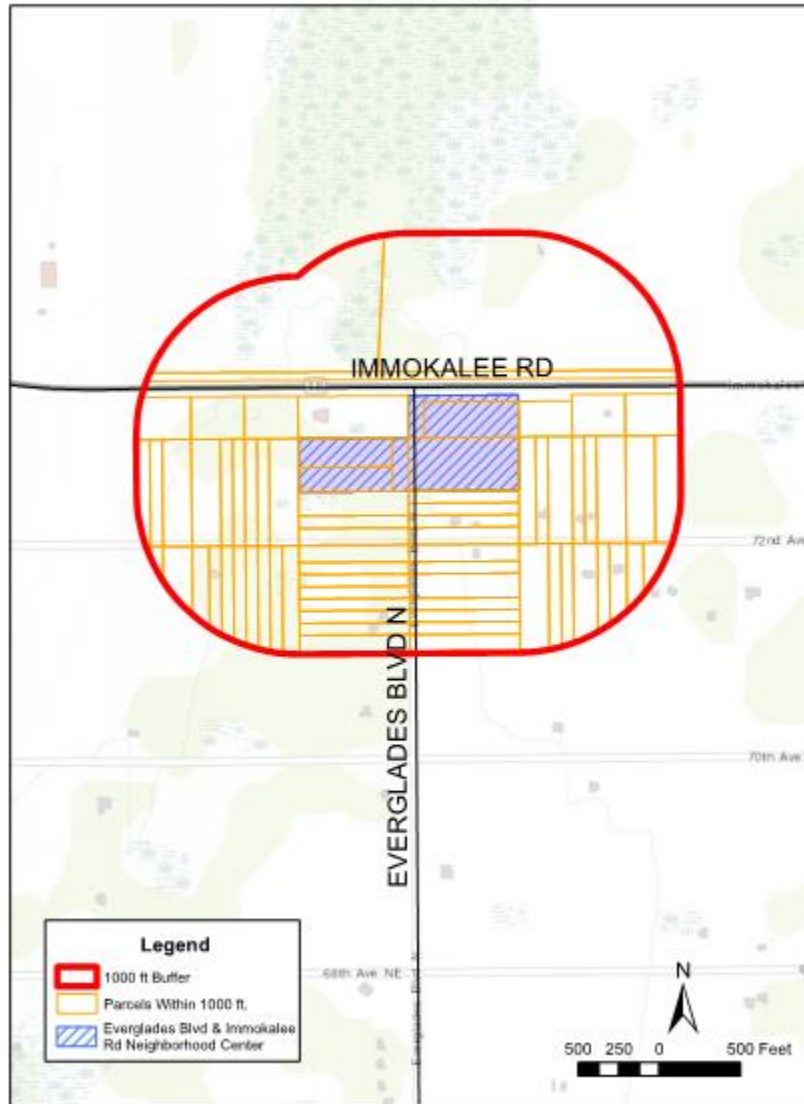 IMMOKALEE RD
Immokalee
72nd Ave
EVERGLADES BLVD N
70th Ave
68th Ave NE
Legend
1000 ft Buffer
Parcels Within 1000 ft.
Everglades Blvd & Immokalee
Rd Neighborhood Center
N
500 250 0 500 Feet